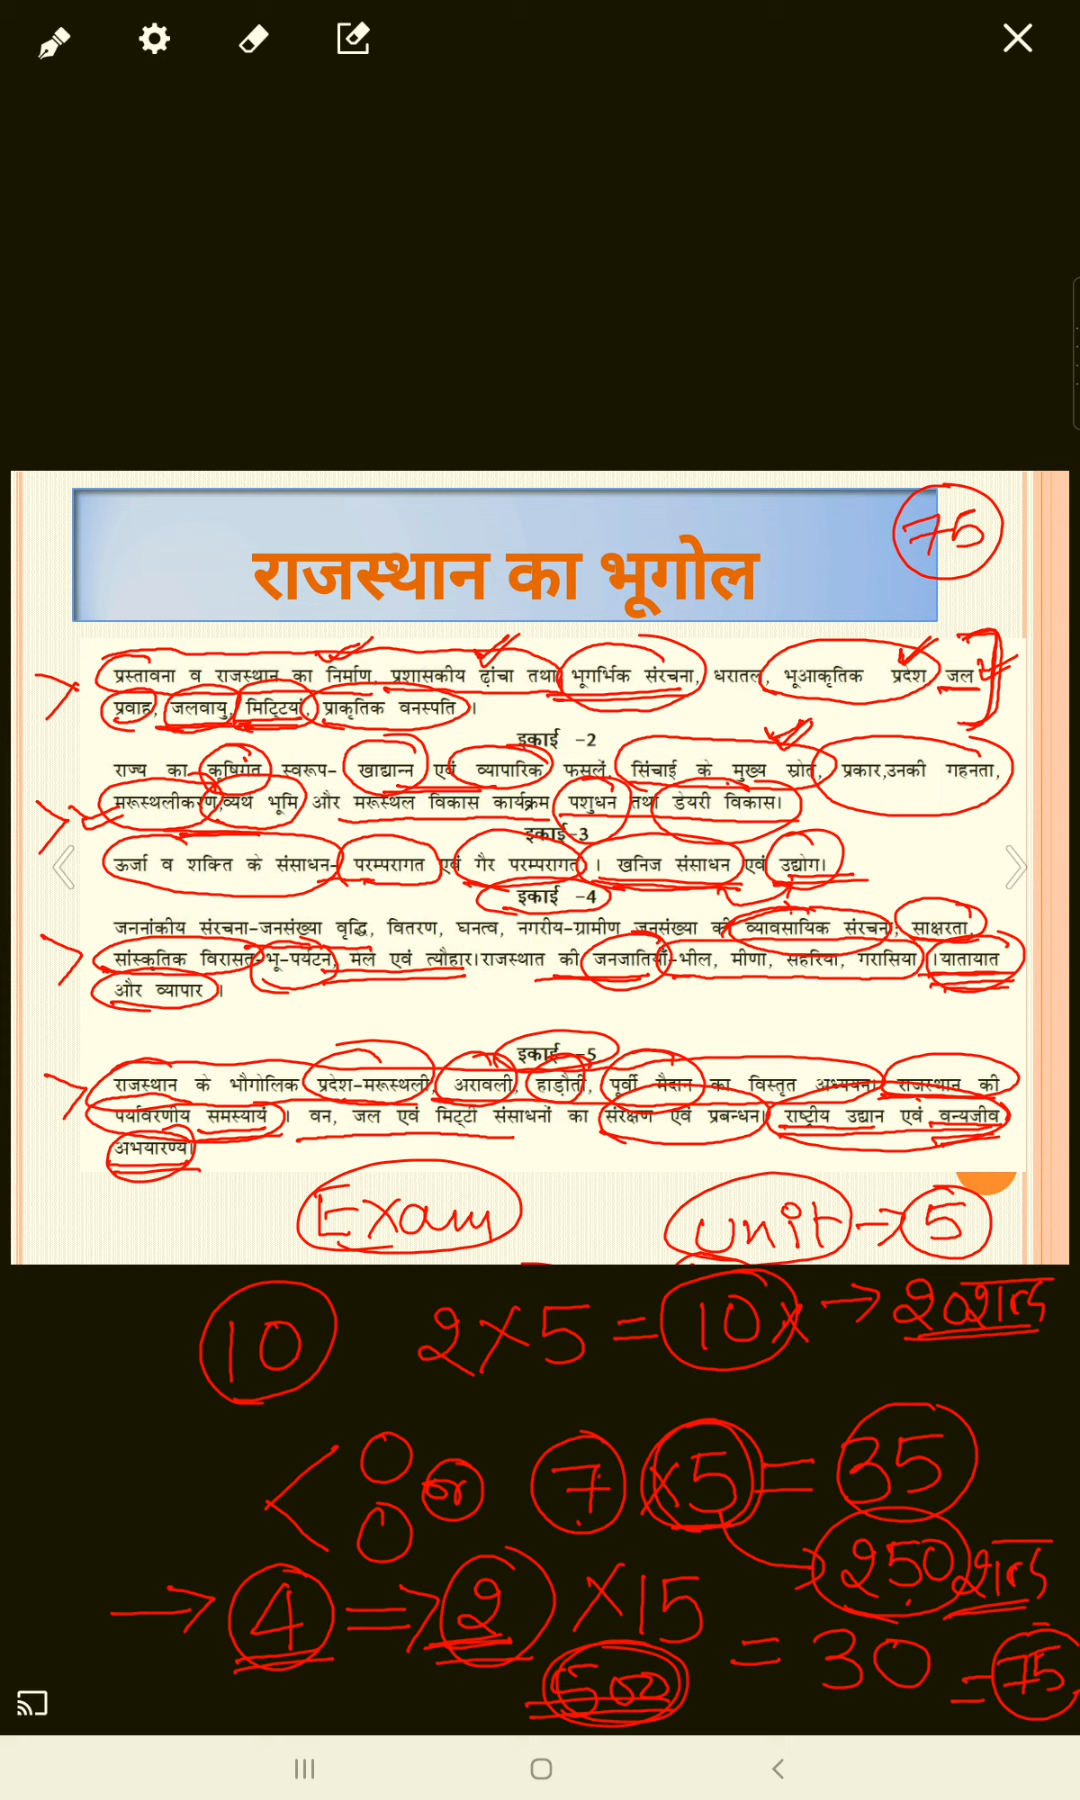 75
राजस्थान का भूगोल
प्रस्तावना व राजस्थान का निर्माण, प्रशासकीय ढ़ांचा तथा भूगर्भिक संरचना, धरातल, भूआकृतिक प्रदेश जल
प्रवाह, जलवायु, मिट्टियां, प्राकृतिक वनस्पति ।
इकाई -2
राज्य का कृषिगत स्वरूप- खाद्यान्न एवं व्यापारिक फसलें, सिंचाई के मुख्य स्रोत, प्रकार,उनकी गहनता,
मरूस्थलीकरण,व्यर्थ भूमि और मरूस्थल विकास कार्यक्रम पशुधन तथा डेयरी विकास।
इकाई-3
ऊर्जा व शक्ति के संसाधन- परम्परागत एवं गैर परम्परागत । खनिज संसाधन एवं उद्योग।
इकाई -4
जननांकीय संरचना-जनसंख्या वृद्धि, वितरण, घनत्व, नगरीय-ग्रामीण जनसंख्या की व्यावसायिक संरचना, साक्षरता,
सांस्कृतिक विरासत-भू-पर्यटन, मेले एवं त्यौहार।राजस्थात की जनजातियाँ-भील, मीणा, सहरिया, गरासिया ।यातायात
और व्यापार ।
इकाई -5
राजस्थान के भौगोलिक प्रदेश-मरूस्थली, अरावली, हाड़ौती, पूर्वी मैदान का विस्तृत अध्ययन। राजस्थान की
पर्यावरणीय समस्यायें । वन, जल एवं मिट्टी संसाधनों का संरक्षण एवं प्रबन्धन। राष्ट्रीय उद्यान एवं वन्यजीव
अभयारण्य।
Exam unit → 5
10 2×5 = 10 × → 20 शब्द
or 7 ×5 = 35
→ 250 शब्द
→ 4 ⇒ 2 ×15 = 30 = 75
500